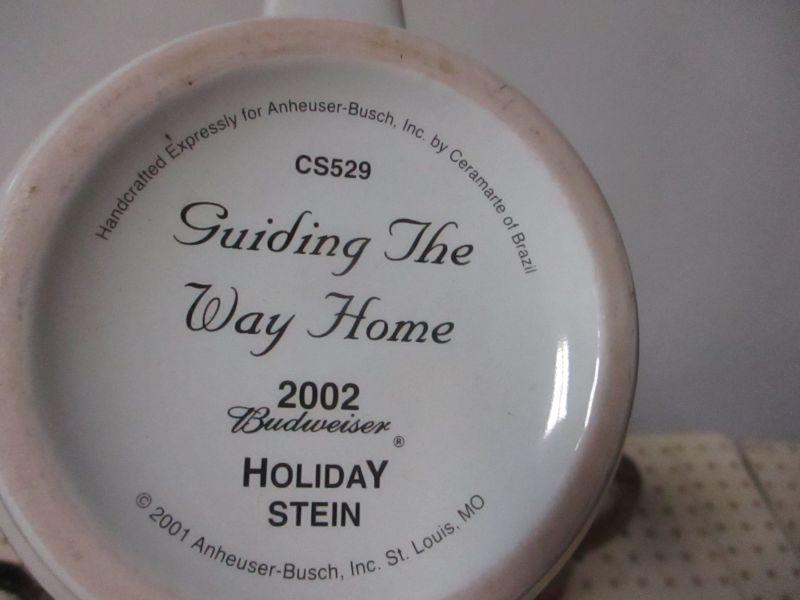 Handcrafted Expressly for Anheuser-Busch, Inc. by Ceramarte of Brazil
CS529
Guiding The
Way Home
2002
Budweiser®
HOLIDAY
STEIN
© 2001 Anheuser-Busch, Inc. St. Louis, MO